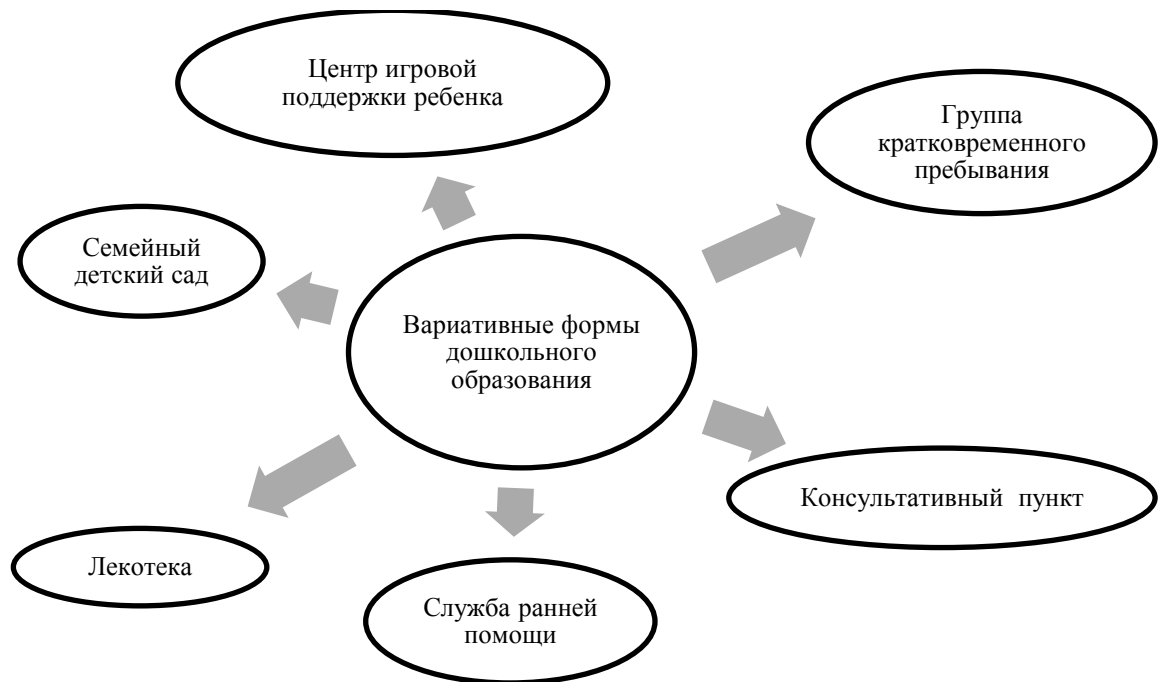 Центр игровой
поддержки ребенка
Группа
кратковременного
пребывания
Семейный
детский сад
Вариативные формы
дошкольного
образования
Консультативный пункт
Лекотека
Служба ранней
помощи